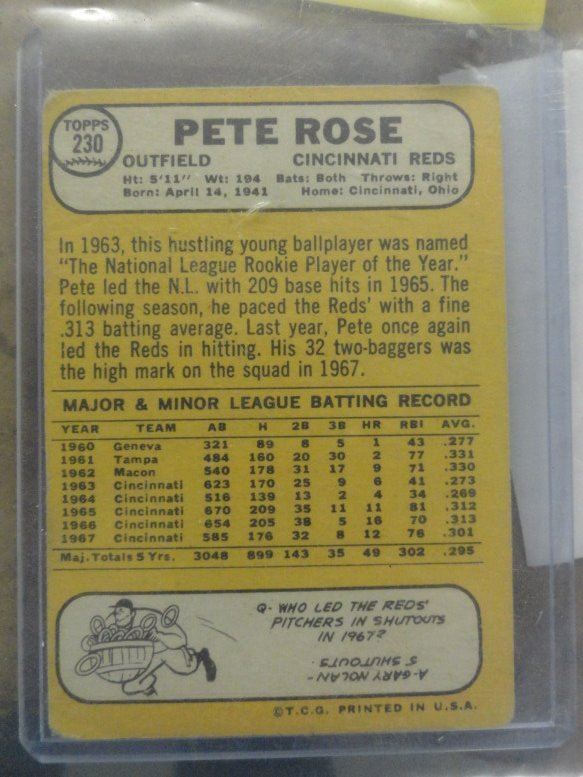 TOPPS
230
PETE ROSE
OUTFIELD CINCINNATI REDS
Ht: 5'11" Wt: 194 Bats: Both Throws: Right
Born: April 14, 1941 Home: Cincinnati, Ohio
In 1963, this hustling young ballplayer was named
"The National League Rookie Player of the Year."
Pete led the N.L. with 209 base hits in 1965. The
following season, he paced the Reds' with a fine
.313 batting average. Last year, Pete once again
led the Reds in hitting. His 32 two-baggers was
the high mark on the squad in 1967.
MAJOR & MINOR LEAGUE BATTING RECORD
YEAR TEAM AB H 2B 3B HR RBI AVG.
1960 Geneva 321 89 8 5 1 43 .277
1961 Tampa 484 160 20 30 2 77 .331
1962 Macon 540 178 31 17 9 71 .330
1963 Cincinnati 623 170 25 9 6 41 .273
1964 Cincinnati 516 139 13 2 4 34 .269
1965 Cincinnati 670 209 35 11 11 81 .312
1966 Cincinnati 654 205 38 5 16 70 .313
1967 Cincinnati 585 176 32 8 12 76 .301
Maj. Totals 5 Yrs. 3048 899 143 35 49 302 .295
Q- WHO LED THE REDS'
PITCHERS IN SHUTOUTS
IN 1967?
A-GARY NOLAN -
5 SHUTOUTS
©T.C.G. PRINTED IN U.S.A.